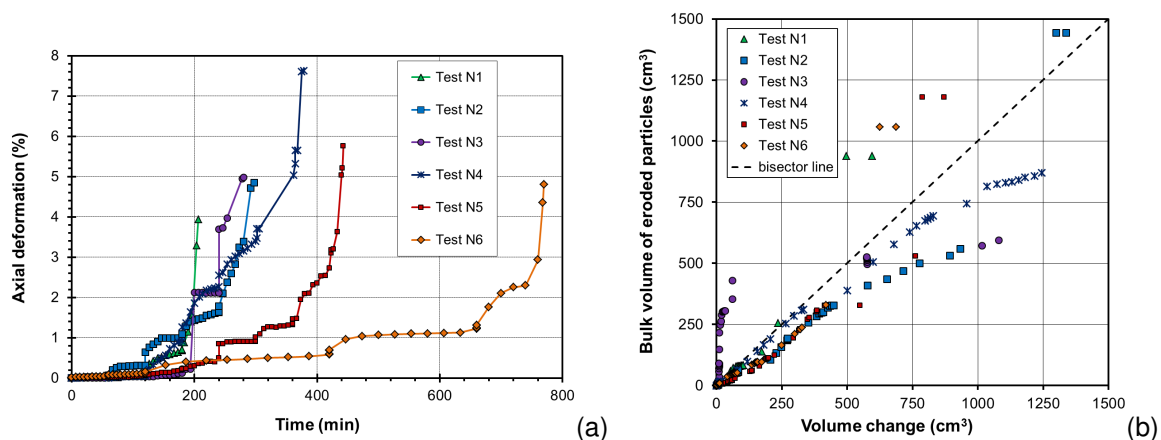 8
7
6
5
4
3
2
1
0
Axial deformation (%)
0 200 400 600 800
Time (min)
Test N1
Test N2
Test N3
Test N4
Test N5
Test N6
(a)
1500
1250
1000
750
500
250
0
Bulk volume of eroded particles (cm³)
0 250 500 750 1000 1250 1500
Volume change (cm³)
Test N1
Test N2
Test N3
Test N4
Test N5
Test N6
bisector line
(b)